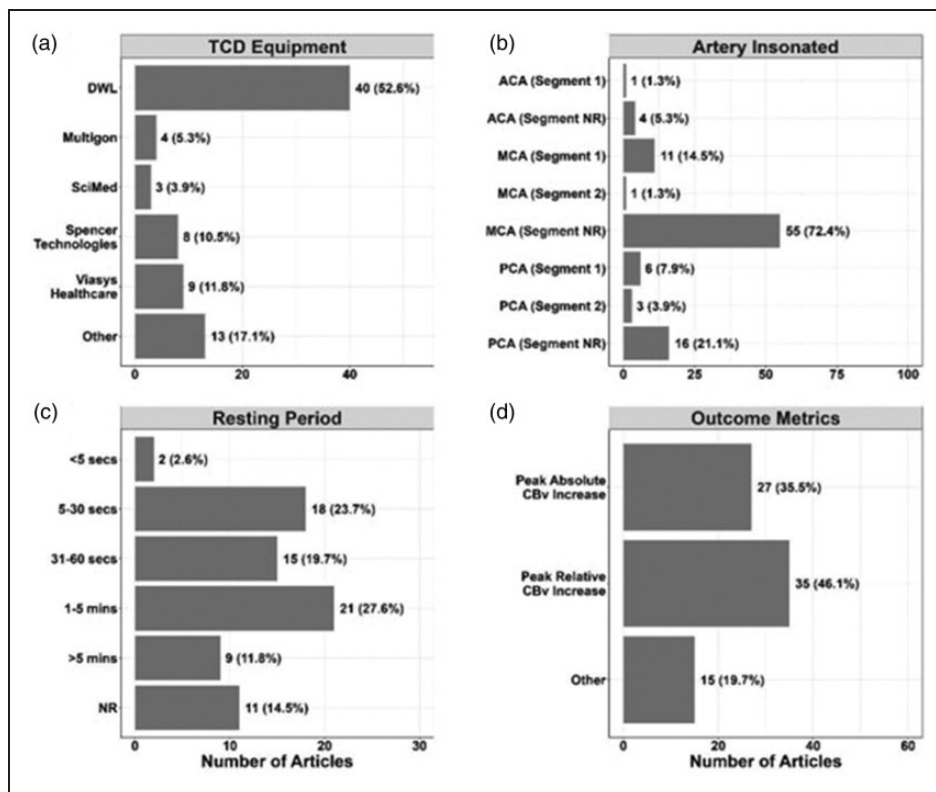 (a)
TCD Equipment
DWL
40 (52.6%)
Multigon
4 (5.3%)
SciMed
3 (3.9%)
Spencer
Technologies
8 (10.5%)
Viasys
Healthcare
9 (11.8%)
Other
13 (17.1%)
0 20 40
(b)
Artery Insonated
ACA (Segment 1)
1 (1.3%)
ACA (Segment NR)
4 (5.3%)
MCA (Segment 1)
11 (14.5%)
MCA (Segment 2)
1 (1.3%)
MCA (Segment NR)
55 (72.4%)
PCA (Segment 1)
6 (7.9%)
PCA (Segment 2)
3 (3.9%)
PCA (Segment NR)
16 (21.1%)
0 25 50 75 100
(c)
Resting Period
<5 secs
2 (2.6%)
5-30 secs
18 (23.7%)
31-60 secs
15 (19.7%)
1-5 mins
21 (27.6%)
>5 mins
9 (11.8%)
NR
11 (14.5%)
0 10 20 30
Number of Articles
(d)
Outcome Metrics
Peak Absolute
CBv Increase
27 (35.5%)
Peak Relative
CBv Increase
35 (46.1%)
Other
15 (19.7%)
0 20 40 60
Number of Articles